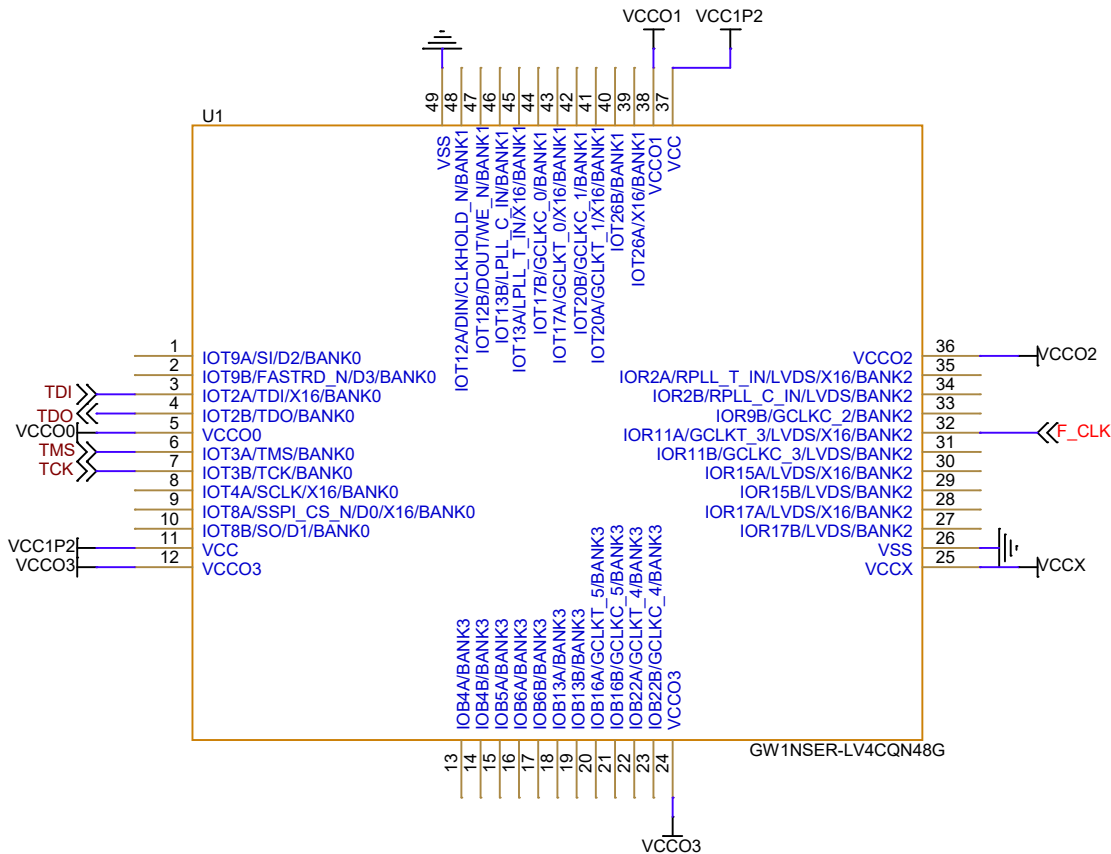 VCCO1
VCC1P2
49
48
47
46
45
44
43
42
41
40
39
38
37
U1
VSS
IOT12A/DIN/CLKHOLD_N/BANK1
IOT12B/DOUT/WE_N/BANK1
IOT13B/LPLL_C_IN/BANK1
IOT13A/LPLL_T_IN/X16/BANK1
IOT17B/GCLKC_0/BANK1
IOT17A/GCLKT_0/X16/BANK1
IOT20B/GCLKC_1/BANK1
IOT20A/GCLKT_1/X16/BANK1
IOT26B/BANK1
IOT26A/X16/BANK1
VCCO1
VCC
1 IOT9A/SI/D2/BANK0
2 IOT9B/FASTRD_N/D3/BANK0
TDI 3 IOT2A/TDI/X16/BANK0
TDO 4 IOT2B/TDO/BANK0
VCCO0 5 VCCO0
TMS 6 IOT3A/TMS/BANK0
TCK 7 IOT3B/TCK/BANK0
8 IOT4A/SCLK/X16/BANK0
9 IOT8A/SSPI_CS_N/D0/X16/BANK0
10 IOT8B/SO/D1/BANK0
VCC1P2 11 VCC
VCCO3 12 VCCO3
VCCO2 36 VCCO2
IOR2A/RPLL_T_IN/LVDS/X16/BANK2 35
IOR2B/RPLL_C_IN/LVDS/BANK2 34
IOR9B/GCLKC_2/BANK2 33
IOR11A/GCLKT_3/LVDS/X16/BANK2 32 F_CLK
IOR11B/GCLKC_3/LVDS/BANK2 31
IOR15A/LVDS/X16/BANK2 30
IOR15B/LVDS/BANK2 29
IOR17A/LVDS/X16/BANK2 28
IOR17B/LVDS/BANK2 27
VSS 26
VCCX 25 VCCX
IOB4A/BANK3
IOB4B/BANK3
IOB5A/BANK3
IOB6A/BANK3
IOB6B/BANK3
IOB13A/BANK3
IOB13B/BANK3
IOB16A/GCLKT_5/BANK3
IOB16B/GCLKC_5/BANK3
IOB22A/GCLKT_4/BANK3
IOB22B/GCLKC_4/BANK3
VCCO3
GW1NSER-LV4CQN48G
13
14
15
16
17
18
19
20
21
22
23
24
VCCO3